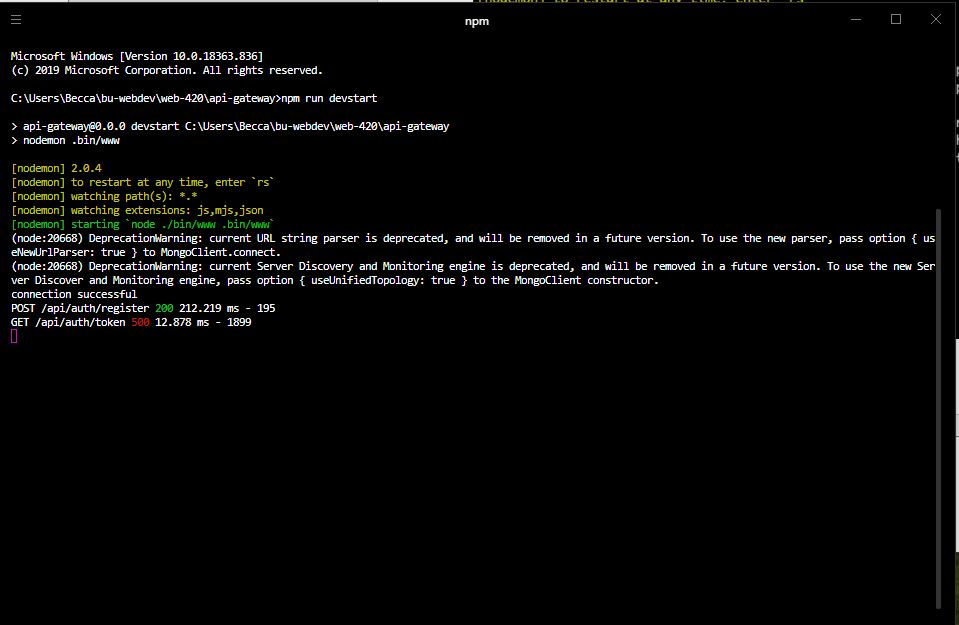 npm
Microsoft Windows [Version 10.0.18363.836]
(c) 2019 Microsoft Corporation. All rights reserved.
C:\Users\Becca\bu-webdev\web-420\api-gateway>npm run devstart
> api-gateway@0.0.0 devstart C:\Users\Becca\bu-webdev\web-420\api-gateway
> nodemon .bin/www
[nodemon] 2.0.4
[nodemon] to restart at any time, enter `rs`
[nodemon] watching path(s): *.*
[nodemon] watching extensions: js,mjs,json
[nodemon] starting `node ./bin/www .bin/www`
(node:20668) DeprecationWarning: current URL string parser is deprecated, and will be removed in a future version. To use the new parser, pass option { us
eNewUrlParser: true } to MongoClient.connect.
(node:20668) DeprecationWarning: current Server Discovery and Monitoring engine is deprecated, and will be removed in a future version. To use the new Ser
ver Discover and Monitoring engine, pass option { useUnifiedTopology: true } to the MongoClient constructor.
connection successful
POST /api/auth/register 200 212.219 ms - 195
GET /api/auth/token 500 12.878 ms - 1899